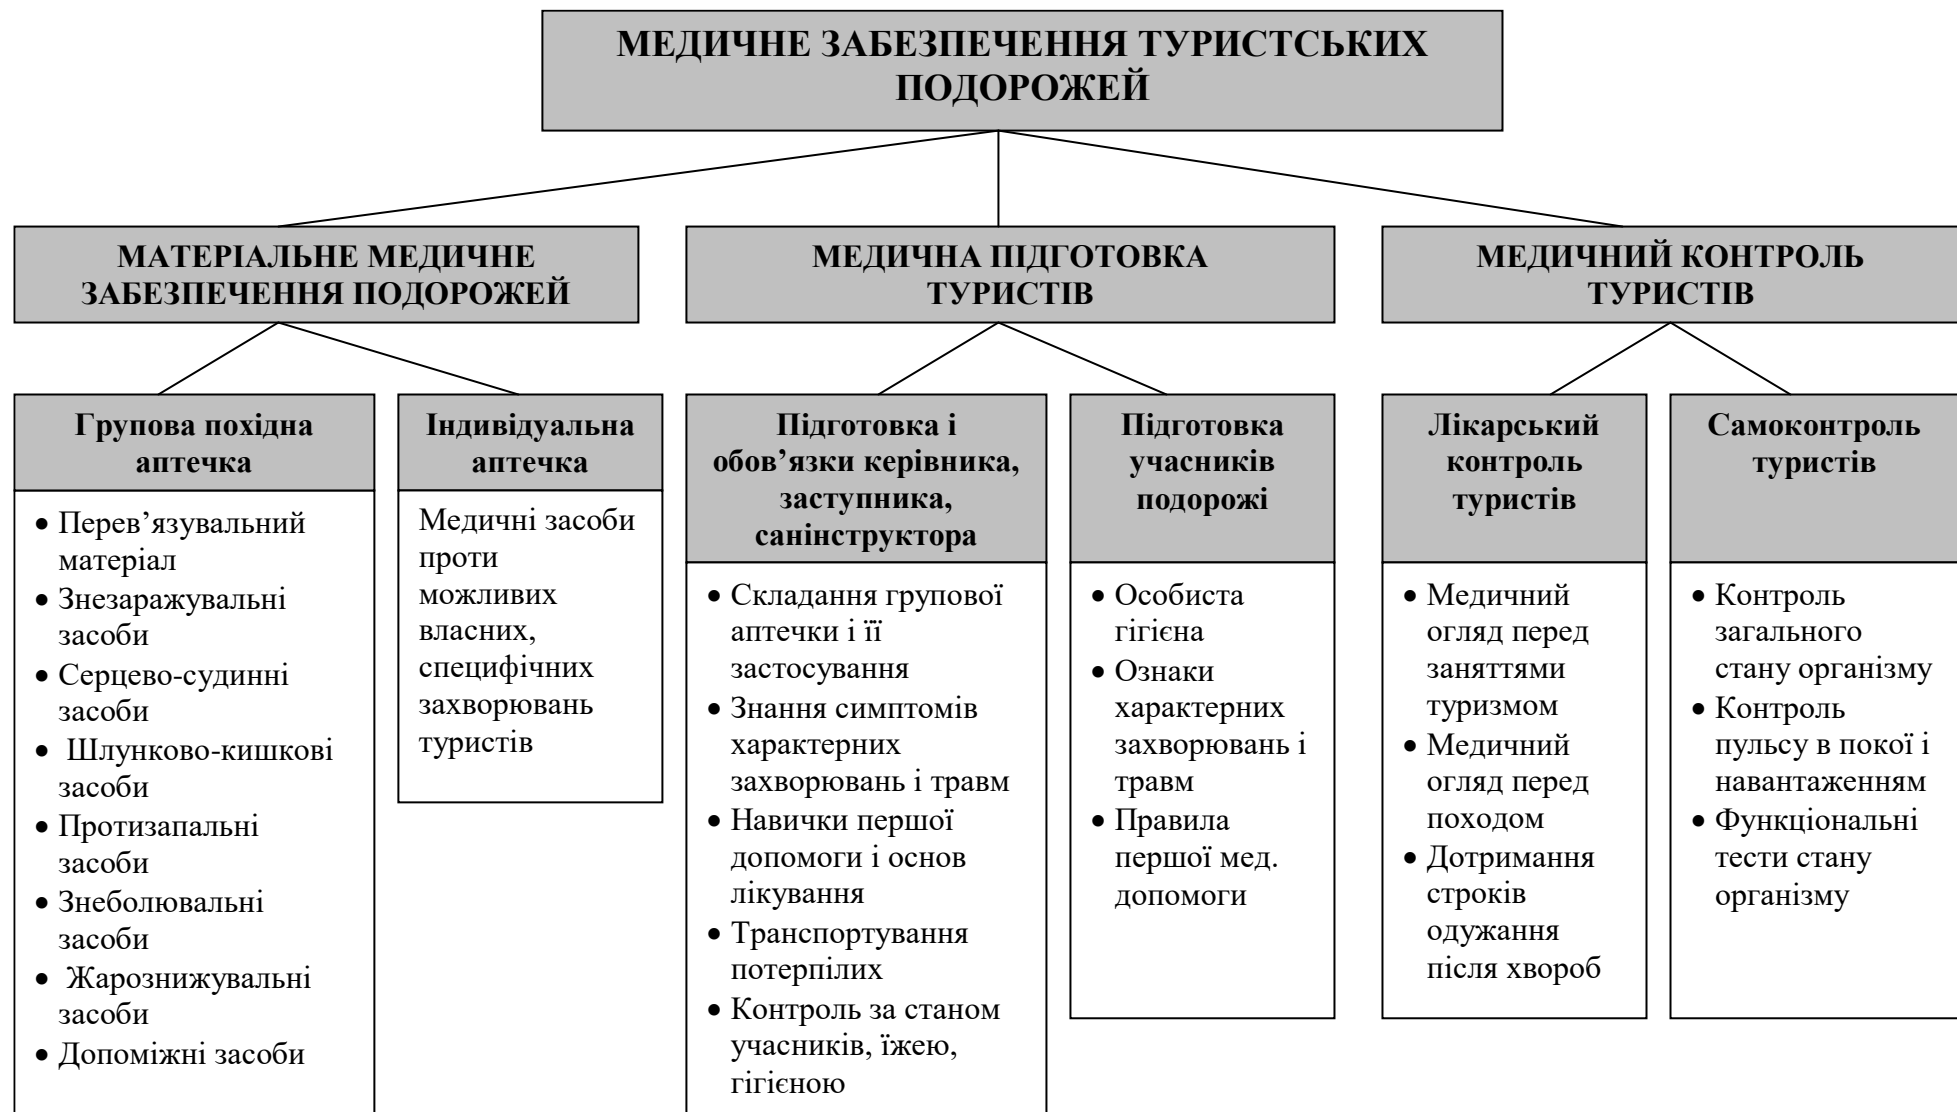 МЕДИЧНЕ ЗАБЕЗПЕЧЕННЯ ТУРИСТСЬКИХ
ПОДОРОЖЕЙ
МАТЕРІАЛЬНЕ МЕДИЧНЕ
ЗАБЕЗПЕЧЕННЯ ПОДОРОЖЕЙ
МЕДИЧНА ПІДГОТОВКА
ТУРИСТІВ
МЕДИЧНИЙ КОНТРОЛЬ
ТУРИСТІВ
Групова похідна
аптечка
• Перев’язувальний
матеріал
• Знезаражувальні
засоби
• Серцево-судинні
засоби
• Шлунково-кишкові
засоби
• Протизапальні
засоби
• Знеболювальні
засоби
• Жарознижувальні
засоби
• Допоміжні засоби
Індивідуальна
аптечка
Медичні засоби
проти
можливих
власних,
специфічних
захворювань
туристів
Підготовка і
обов’язки керівника,
заступника,
санінструктора
• Складання групової
аптечки і її
застосування
• Знання симптомів
характерних
захворювань і травм
• Навички першої
допомоги і основ
лікування
• Транспортування
потерпілих
• Контроль за станом
учасників, їжею,
гігієною
Підготовка
учасників
подорожі
• Особиста
гігієна
• Ознаки
характерних
захворювань і
травм
• Правила
першої мед.
допомоги
Лікарський
контроль
туристів
• Медичний
огляд перед
заняттями
туризмом
• Медичний
огляд перед
походом
• Дотримання
строків
одужання
після хвороб
Самоконтроль
туристів
• Контроль
загального
стану організму
• Контроль
пульсу в покої і
навантаженням
• Функціональні
тести стану
організму